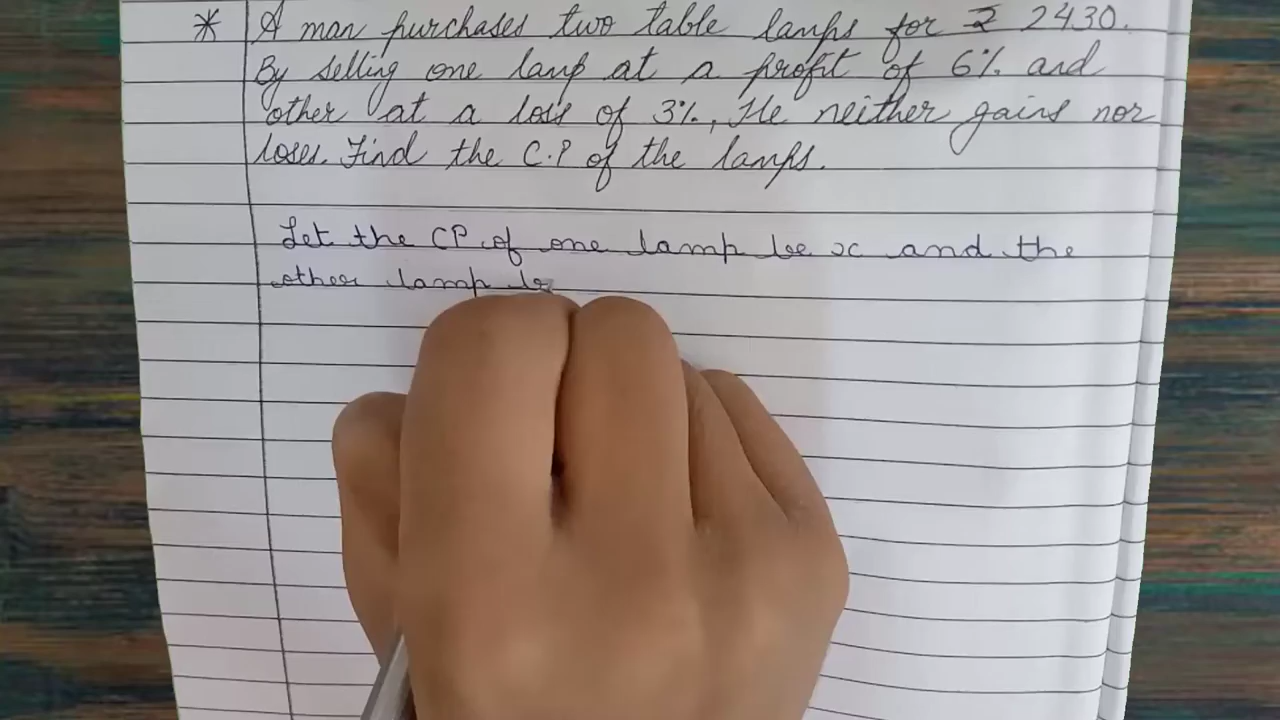 * A man purchases two table lamps for ₹ 2430.
By selling one lamp at a profit of 6% and
other at a loss of 3%, He neither gains nor
loses. Find the C.P of the lamps.
Let the CP of one lamp be x and the
other lamp be